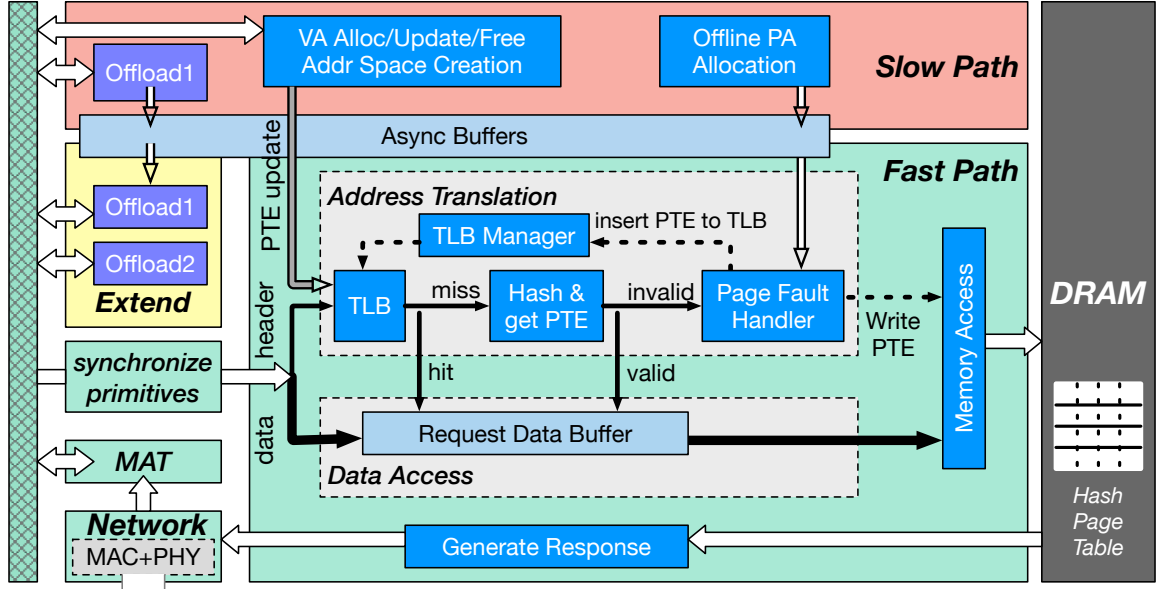 VA Alloc/Update/Free
Addr Space Creation
Offline PA
Allocation
Slow Path
Offload1
Async Buffers
PTE update
Fast Path
Address Translation
Offload1
Offload2
Extend
TLB Manager
insert PTE to TLB
TLB
miss
Hash &
get PTE
invalid
Page Fault
Handler
Write
PTE
Memory Access
DRAM
header
synchronize
primitives
hit
valid
data
Request Data Buffer
Data Access
MAT
Network
MAC+PHY
Generate Response
Hash
Page
Table